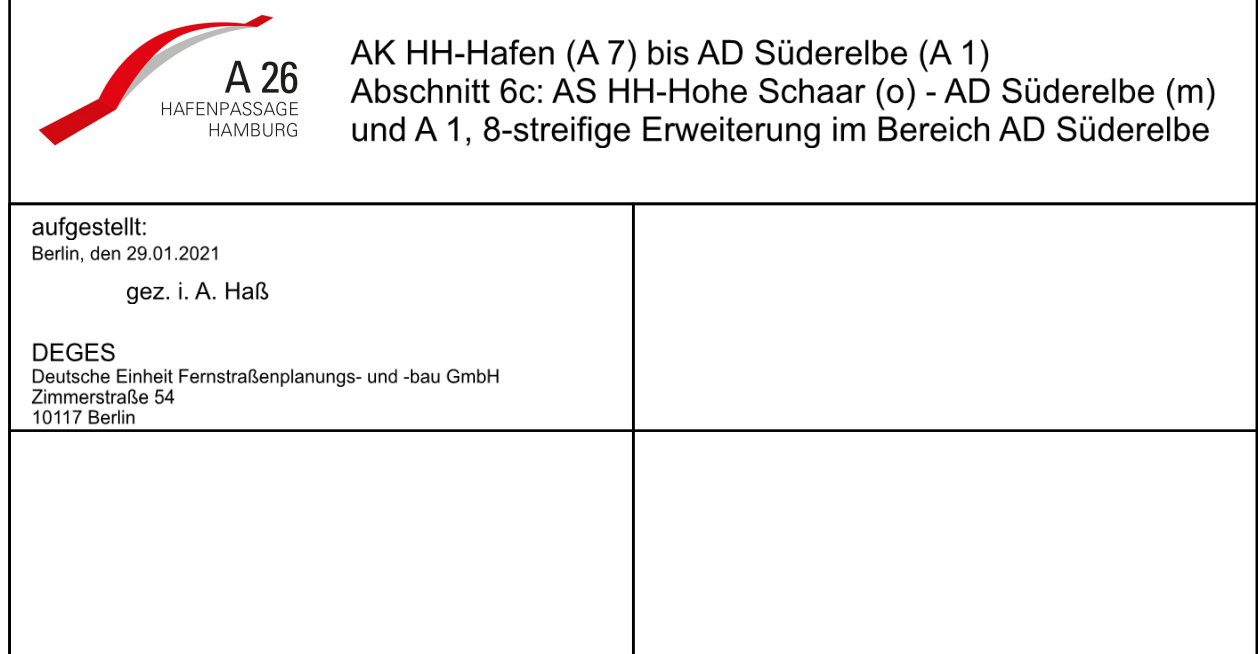 A 26
HAFENPASSAGE
HAMBURG
AK HH-Hafen (A 7) bis AD Süderelbe (A 1)
Abschnitt 6c: AS HH-Hohe Schaar (o) - AD Süderelbe (m)
und A 1, 8-streifige Erweiterung im Bereich AD Süderelbe
aufgestellt:
Berlin, den 29.01.2021
gez. i. A. Haß
DEGES
Deutsche Einheit Fernstraßenplanungs- und -bau GmbH
Zimmerstraße 54
10117 Berlin